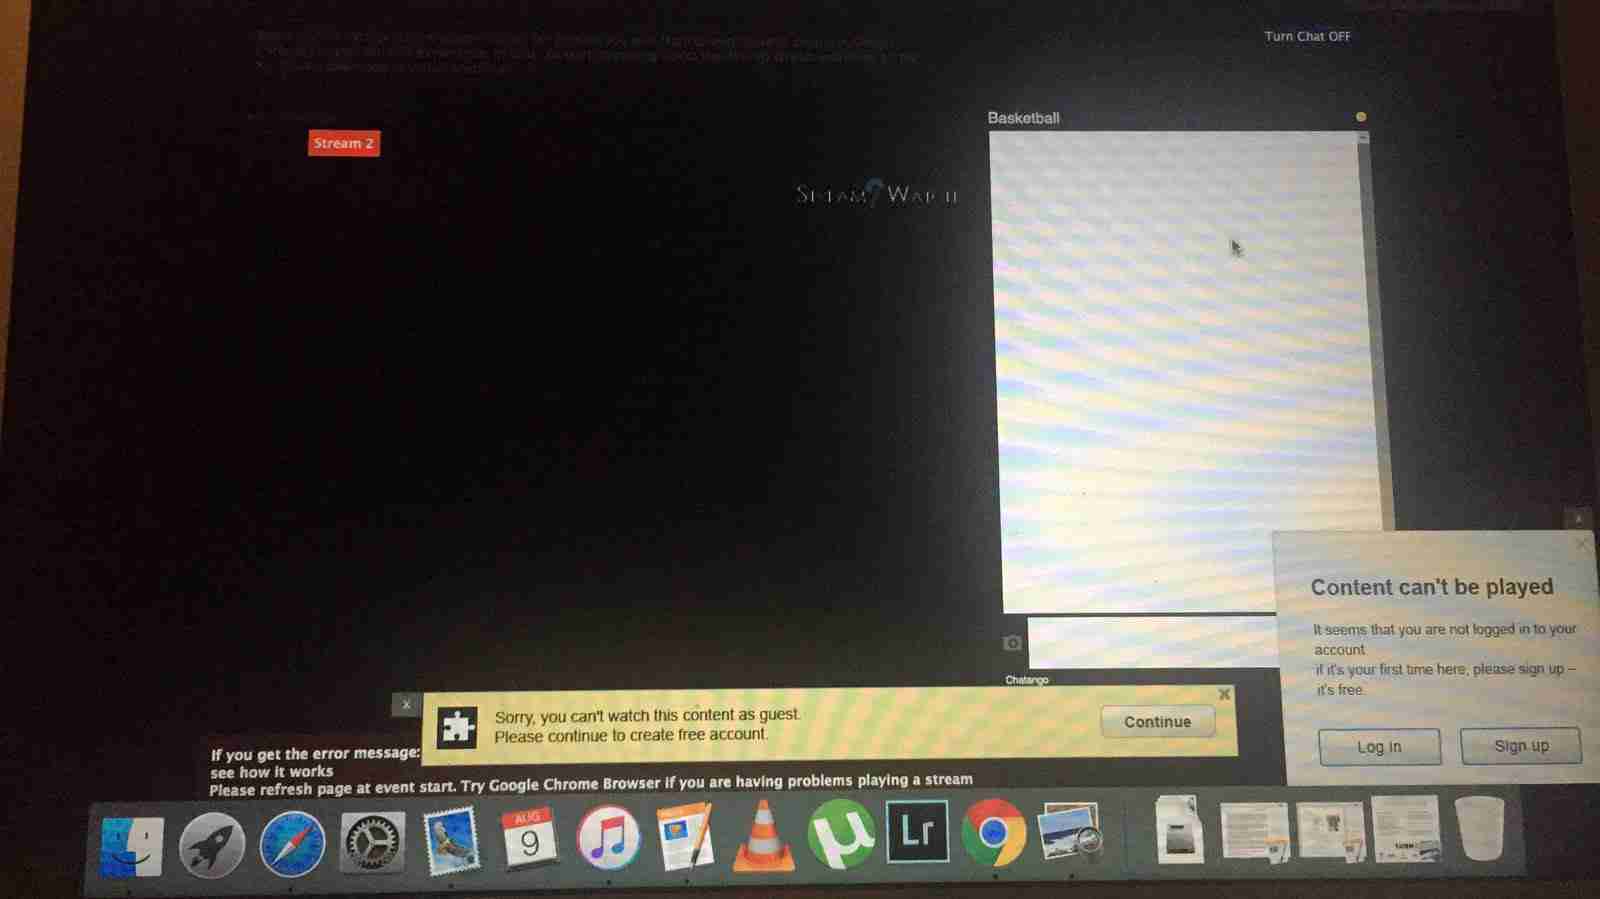 Turn Chat OFF
Basketball
Stream 2
Chatango
Content can't be played
It seems that you are not logged in to your
account
if it's your first time here, please sign up –
it's free.
Log in
Sign up
x
Sorry, you can't watch this content as guest.
Please continue to create free account.
Continue
If you get the error message:
see how it works
Please refresh page at event start. Try Google Chrome Browser if you are having problems playing a stream
AUG
9
Lr